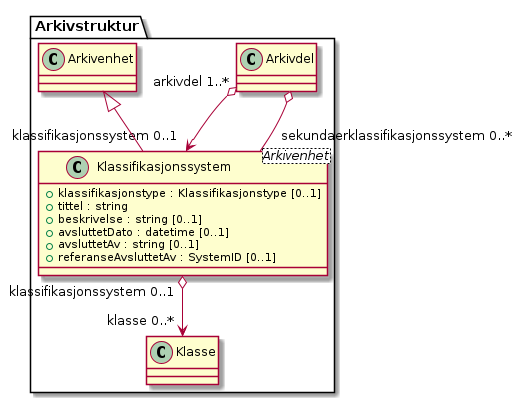 Arkivstruktur
C Arkivenhet
C Arkivdel
arkivdel 1..*
klassifikasjonssystem 0..1
sekundaerklassifikasjonssystem 0..*
Arkivenhet
C Klassifikasjonssystem
klassifikasjonstype : Klassifikasjonstype [0..1]
tittel : string
beskrivelse : string [0..1]
avsluttetDato : datetime [0..1]
avsluttetAv : string [0..1]
referanseAvsluttetAv : SystemID [0..1]
klassifikasjonssystem 0..1
klasse 0..*
C Klasse